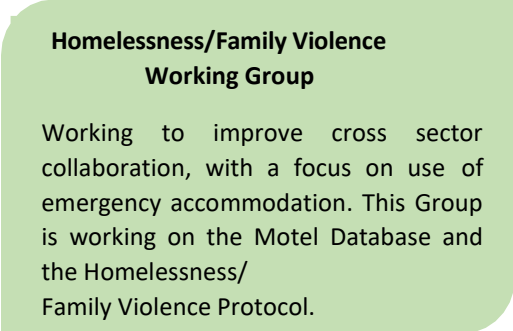 Homelessness/Family Violence
Working Group
Working to improve cross sector
collaboration, with a focus on use of
emergency accommodation. This Group
is working on the Motel Database and
the Homelessness/
Family Violence Protocol.